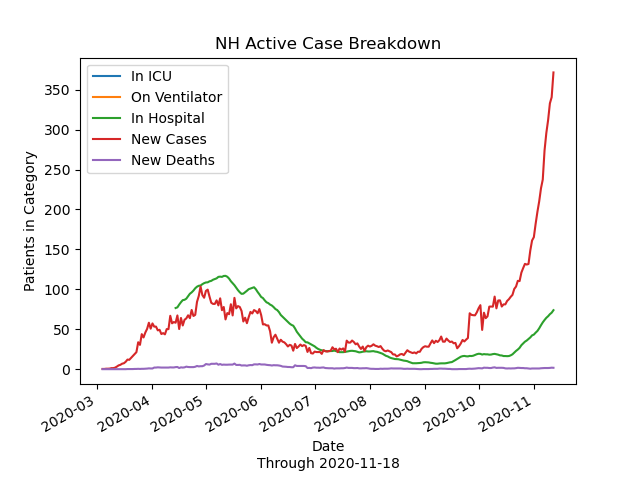 NH Active Case Breakdown
In ICU
On Ventilator
In Hospital
New Cases
New Deaths
Patients in Category
350
300
250
200
150
100
50
0
2020-03
2020-04
2020-05
2020-06
2020-07
2020-08
2020-09
2020-10
2020-11
Date
Through 2020-11-18